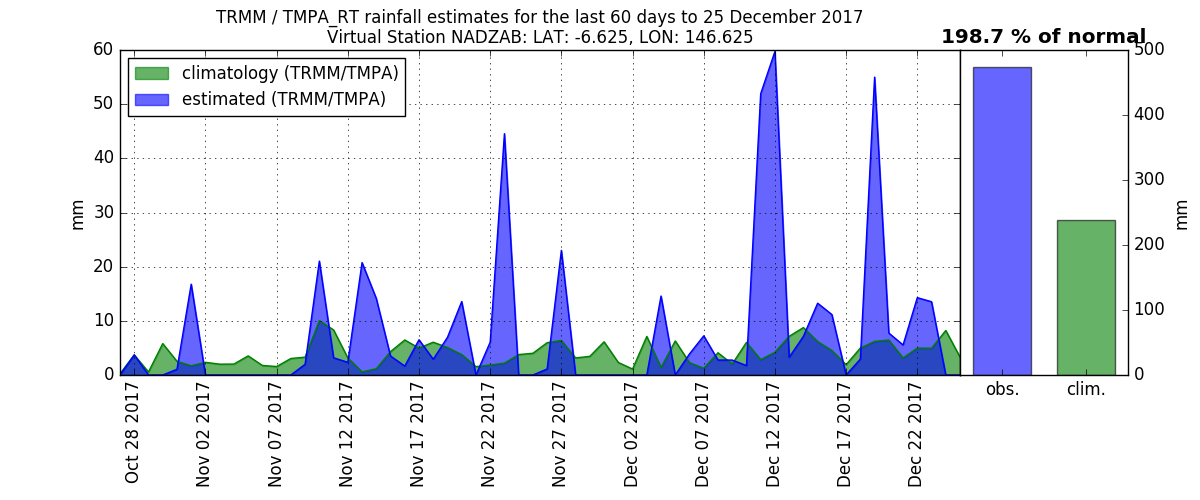 TRMM / TMPA_RT rainfall estimates for the last 60 days to 25 December 2017
Virtual Station NADZAB: LAT: -6.625, LON: 146.625
198.7 % of normal
climatology (TRMM/TMPA)
estimated (TRMM/TMPA)
60
50
40
30
20
10
0
mm
500
400
300
200
100
0
mm
Oct 28 2017
Nov 02 2017
Nov 07 2017
Nov 12 2017
Nov 17 2017
Nov 22 2017
Nov 27 2017
Dec 02 2017
Dec 07 2017
Dec 12 2017
Dec 17 2017
Dec 22 2017
obs.
clim.